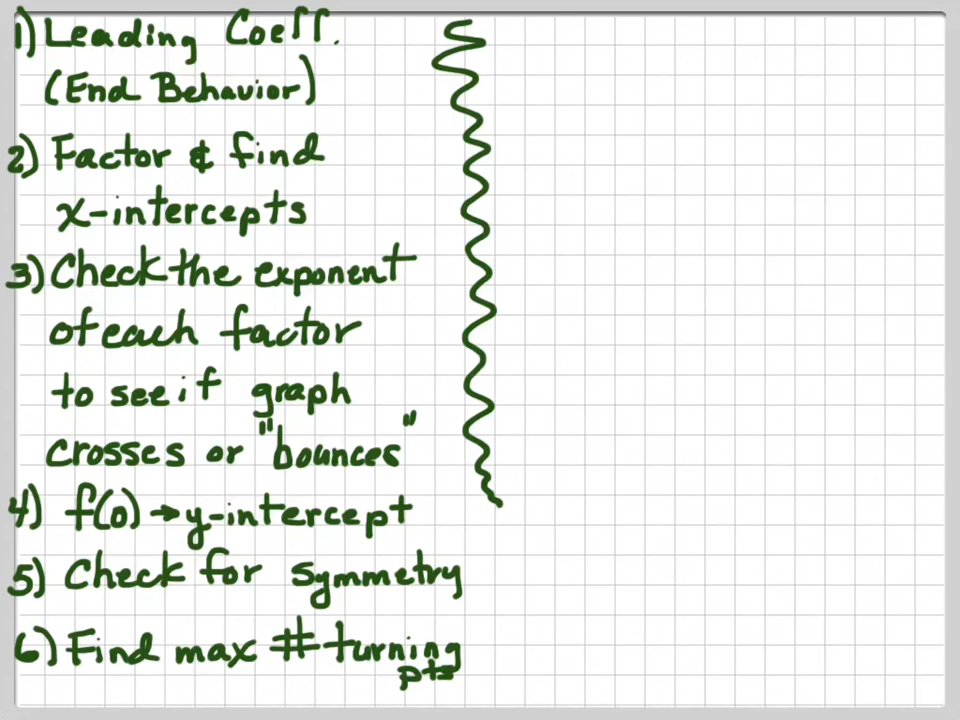 1) Leading Coeff.
(End Behavior)
2) Factor & find
x-intercepts
3) Check the exponent
of each factor
to see if graph
crosses or "bounces"
4) f(0) → y-intercept
5) Check for symmetry
6) Find max # turning
pts